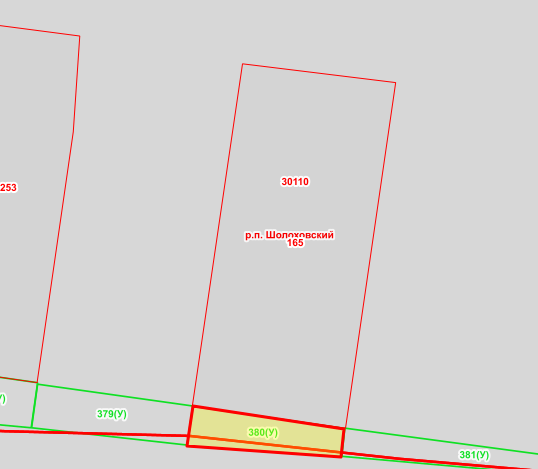 30110
253
р.п. Шолоховский
165
У)
379(У)
380(У)
381(У)